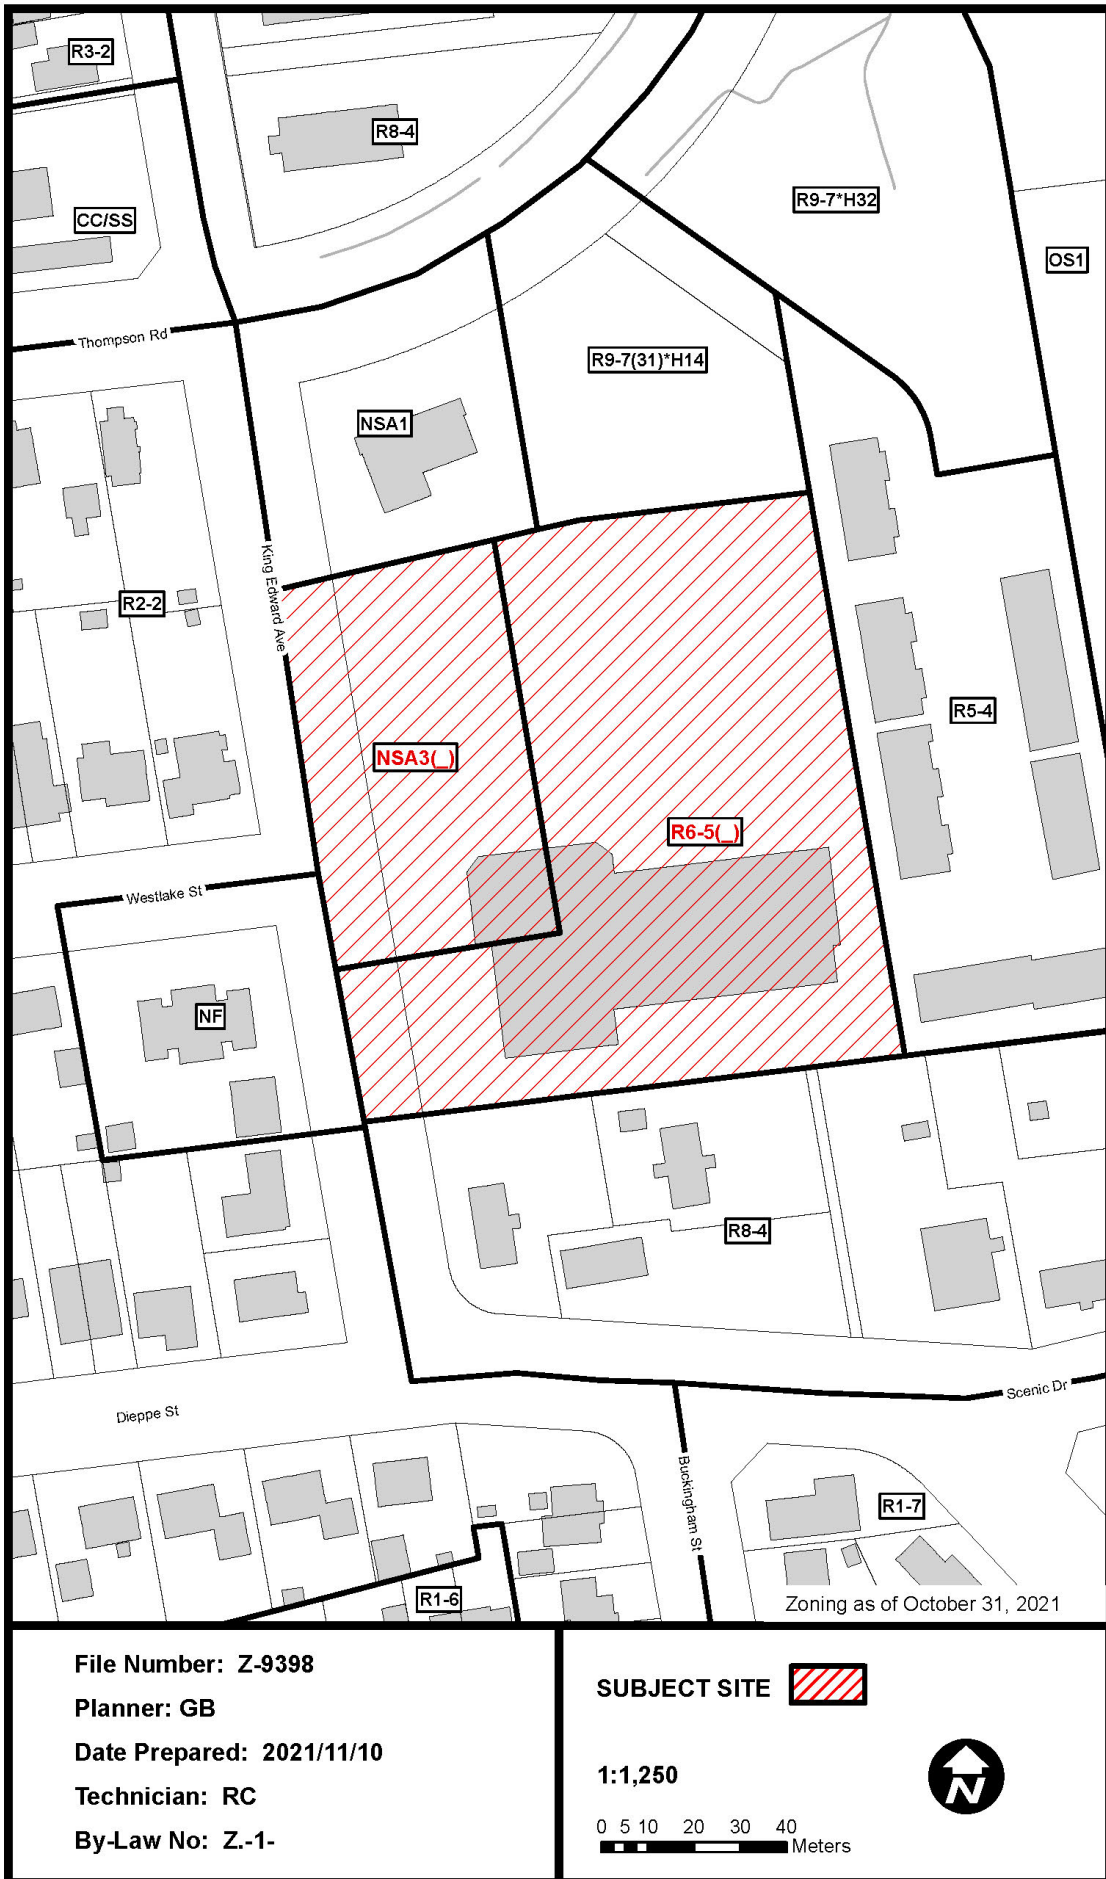 R3-2
R8-4
R9-7*H32
CC/SS
OS1
Thompson Rd
R9-7(31)*H14
NSA1
King Edward Ave
R2-2
R5-4
NSA3(_)
R6-5(_)
Westlake St
NF
R8-4
Scenic Dr
Dieppe St
Buckingham St
R1-7
R1-6
Zoning as of October 31, 2021
File Number: Z-9398
Planner: GB
Date Prepared: 2021/11/10
Technician: RC
By-Law No: Z.-1-
SUBJECT SITE
1:1,250
0 5 10 20 30 40
Meters
N